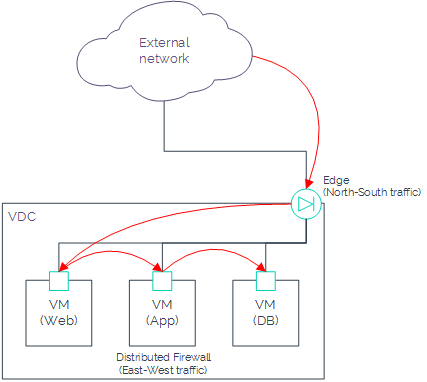 External
network
Edge
(North-South traffic)
VDC
VM
(Web)
VM
(App)
VM
(DB)
Distributed Firewall
(East-West traffic)